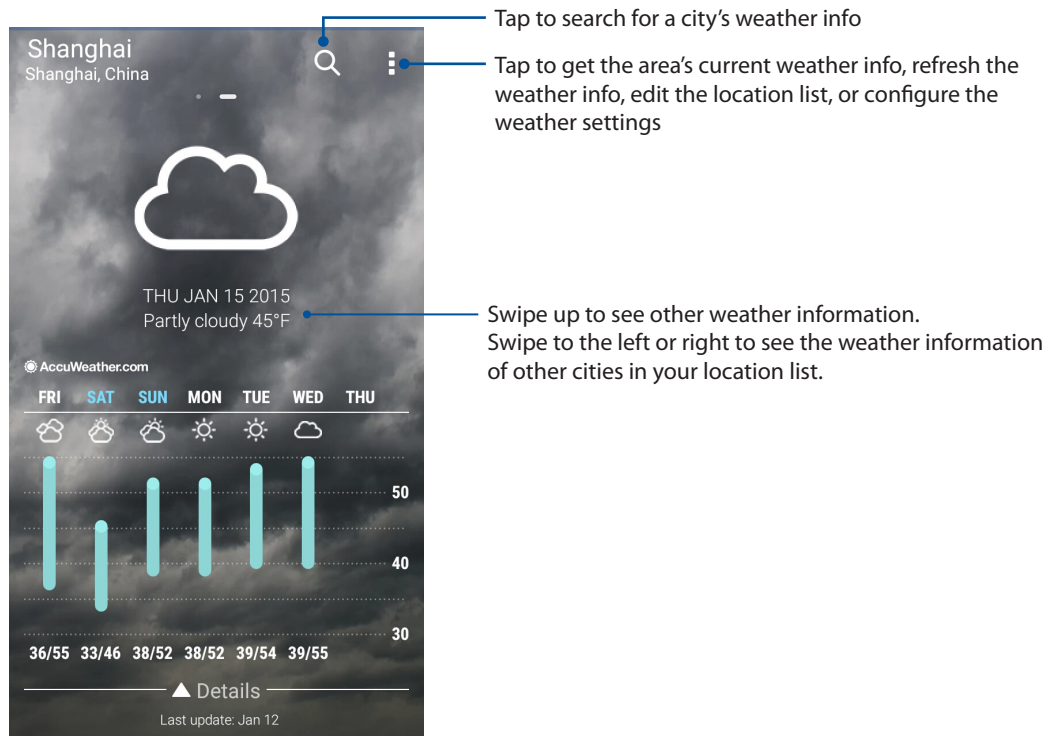 Tap to search for a city's weather info
Shanghai
Shanghai, China
Tap to get the area's current weather info, refresh the
weather info, edit the location list, or configure the
weather settings
THU JAN 15 2015
Partly cloudy 45°F
Swipe up to see other weather information.
Swipe to the left or right to see the weather information
of other cities in your location list.
AccuWeather.com
FRI SAT SUN MON TUE WED THU
50
40
30
36/55 33/46 38/52 38/52 39/54 39/55
Details
Last update: Jan 12